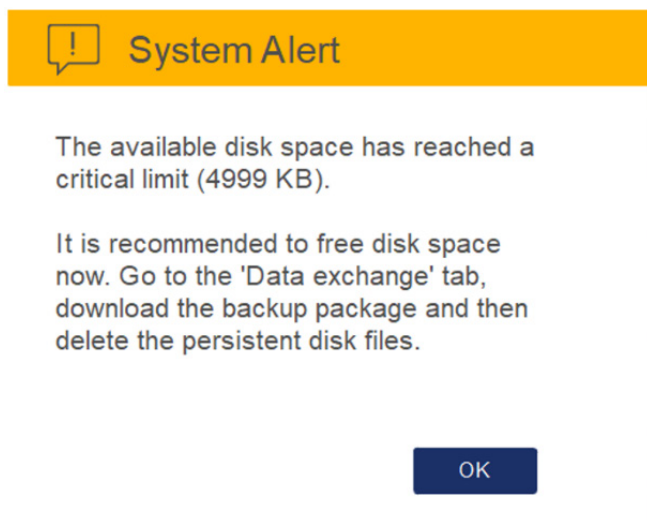 System Alert
The available disk space has reached a
critical limit (4999 KB).
It is recommended to free disk space
now. Go to the 'Data exchange' tab,
download the backup package and then
delete the persistent disk files.
OK